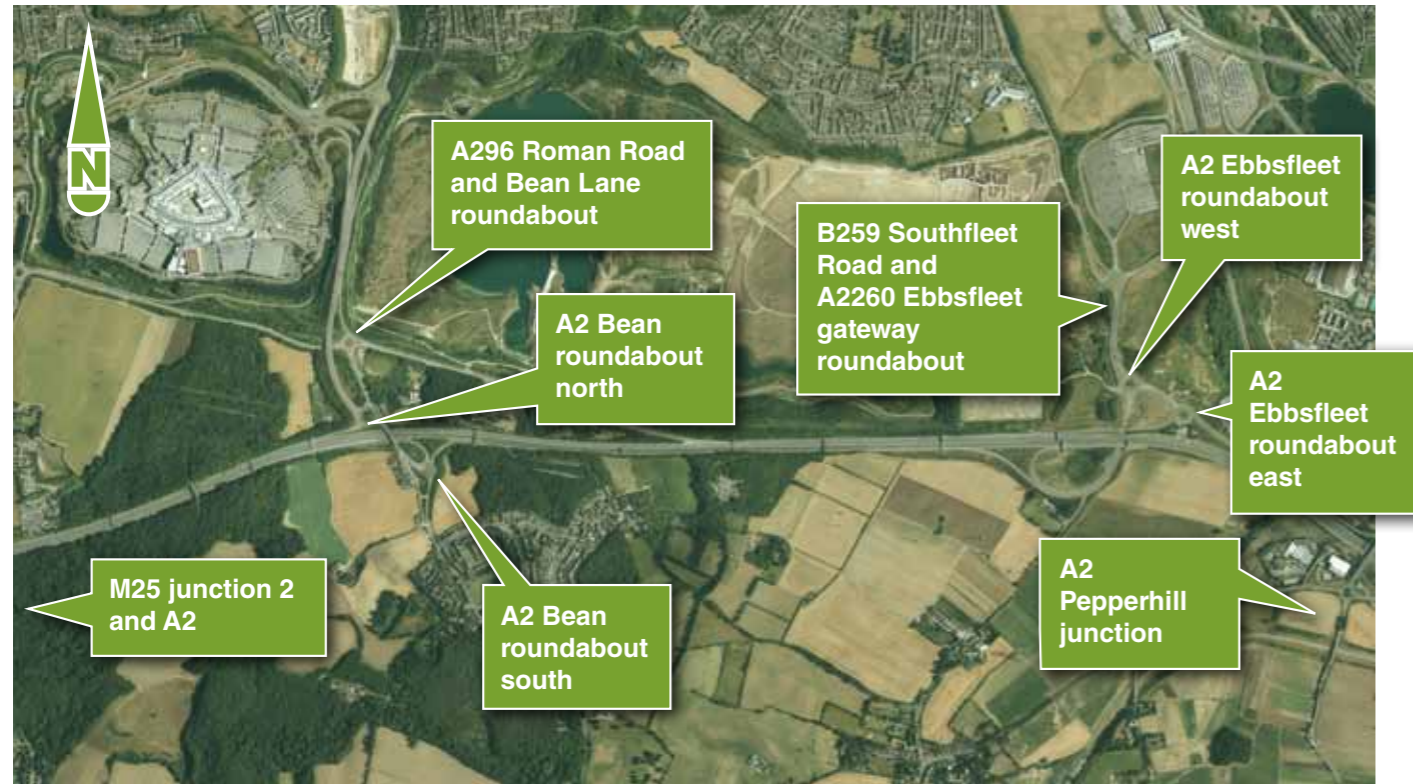 N
A296 Roman Road
and Bean Lane
roundabout
A2 Bean
roundabout
north
B259 Southfleet
Road and
A2260 Ebbsfleet
gateway
roundabout
A2 Ebbsfleet
roundabout
west
A2
Ebbsfleet
roundabout
east
M25 junction 2
and A2
A2 Bean
roundabout
south
A2
Pepperhill
junction